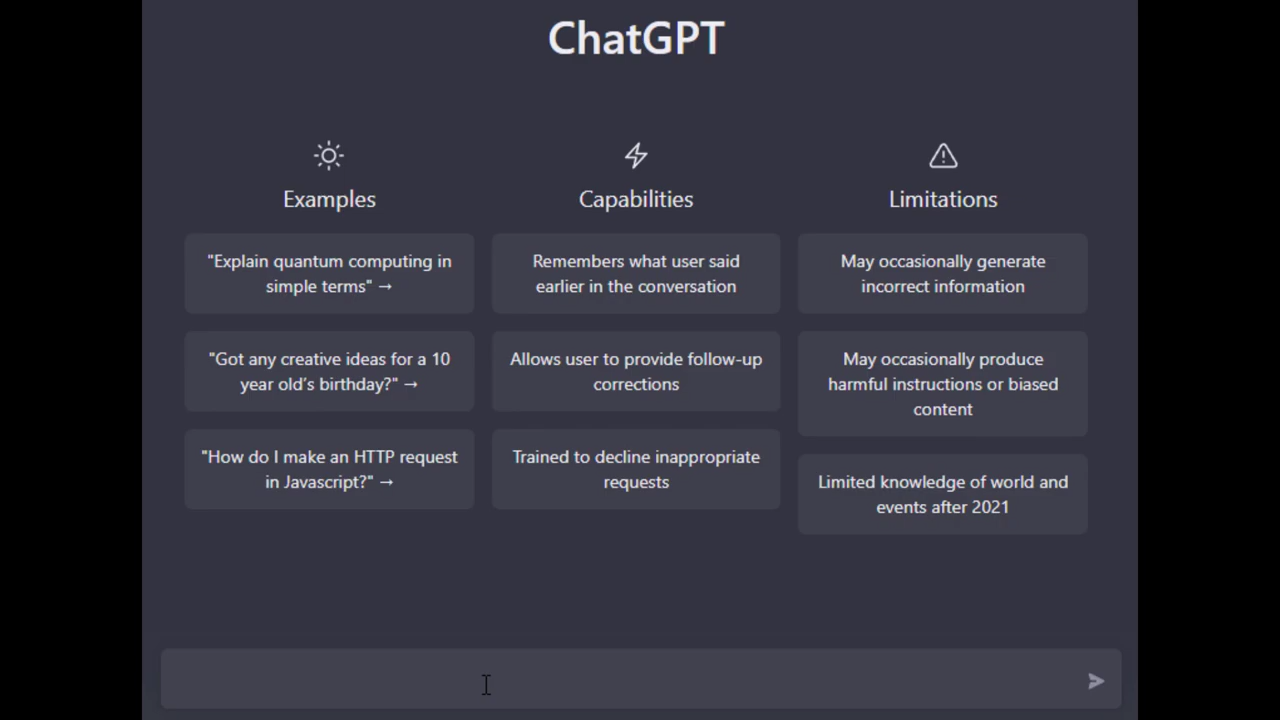 ChatGPT
Examples
"Explain quantum computing in
simple terms" →
"Got any creative ideas for a 10
year old's birthday?" →
"How do I make an HTTP request
in Javascript?" →
Capabilities
Remembers what user said
earlier in the conversation
Allows user to provide follow-up
corrections
Trained to decline inappropriate
requests
Limitations
May occasionally generate
incorrect information
May occasionally produce
harmful instructions or biased
content
Limited knowledge of world and
events after 2021